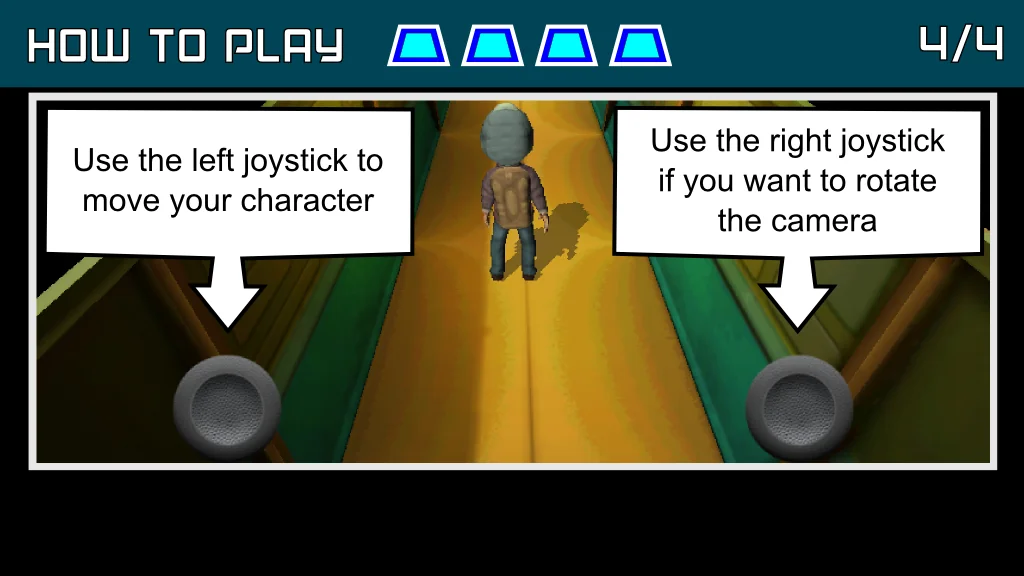 HOW TO PLAY
4/4
Use the left joystick to
move your character
Use the right joystick
if you want to rotate
the camera